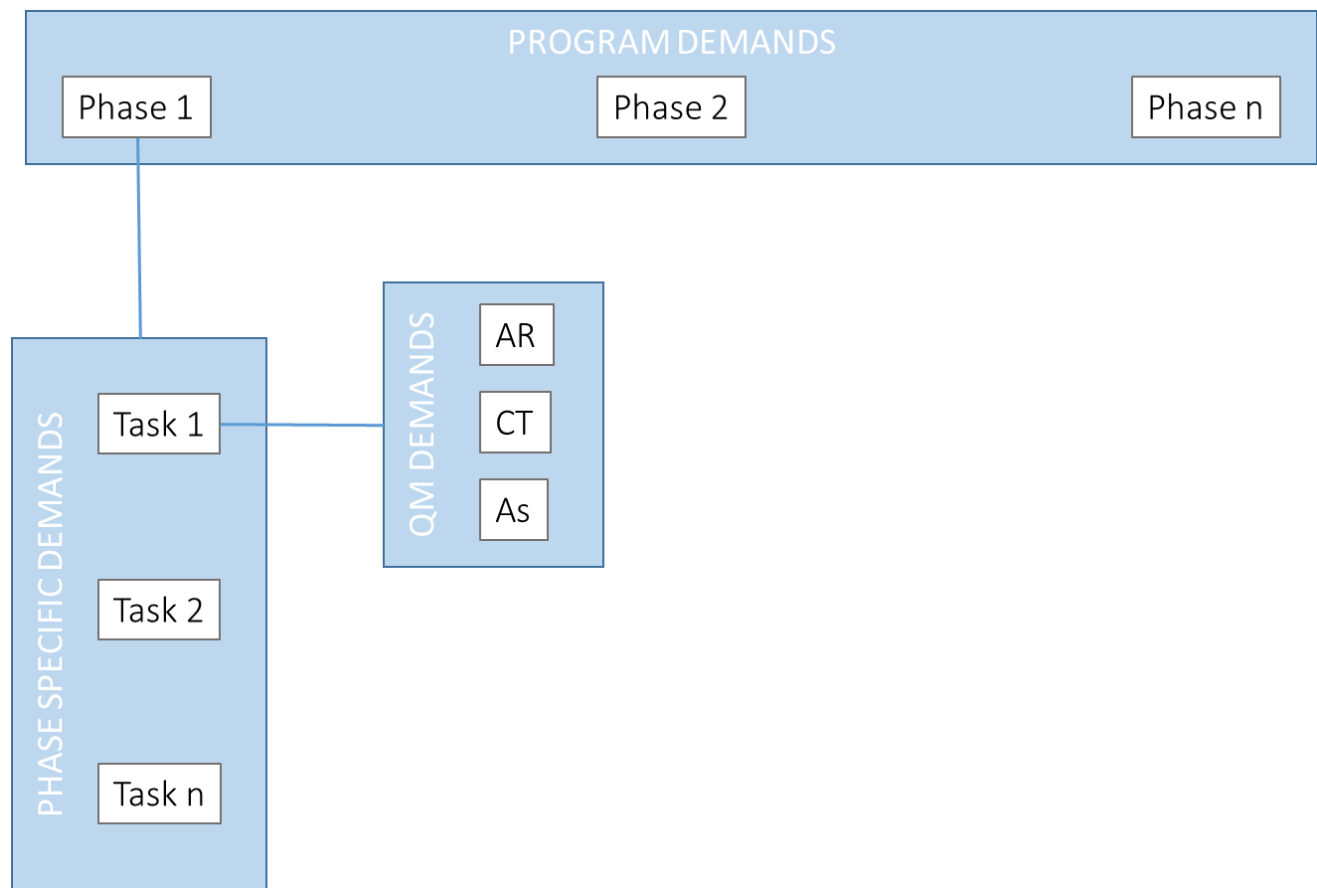 PROGRAM DEMANDS
Phase 1
Phase 2
Phase n
PHASE SPECIFIC DEMANDS
Task 1
Task 2
Task n
QM DEMANDS
AR
CT
As